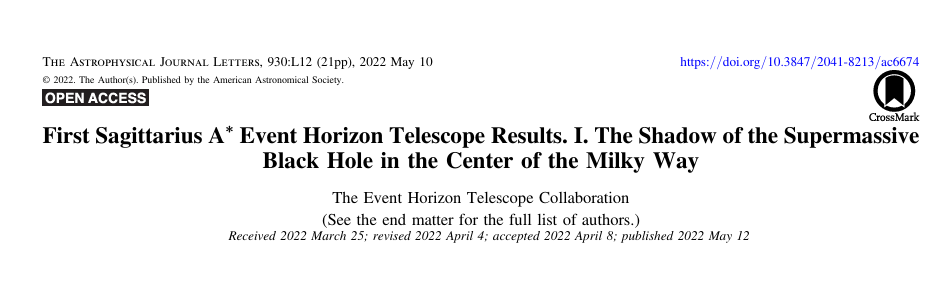 THE ASTROPHYSICAL JOURNAL LETTERS, 930:L12 (21pp), 2022 May 10
https://doi.org/10.3847/2041-8213/ac6674
© 2022. The Author(s). Published by the American Astronomical Society.
OPEN ACCESS
CrossMark
First Sagittarius A* Event Horizon Telescope Results. I. The Shadow of the Supermassive
Black Hole in the Center of the Milky Way
The Event Horizon Telescope Collaboration
(See the end matter for the full list of authors.)
Received 2022 March 25; revised 2022 April 4; accepted 2022 April 8; published 2022 May 12